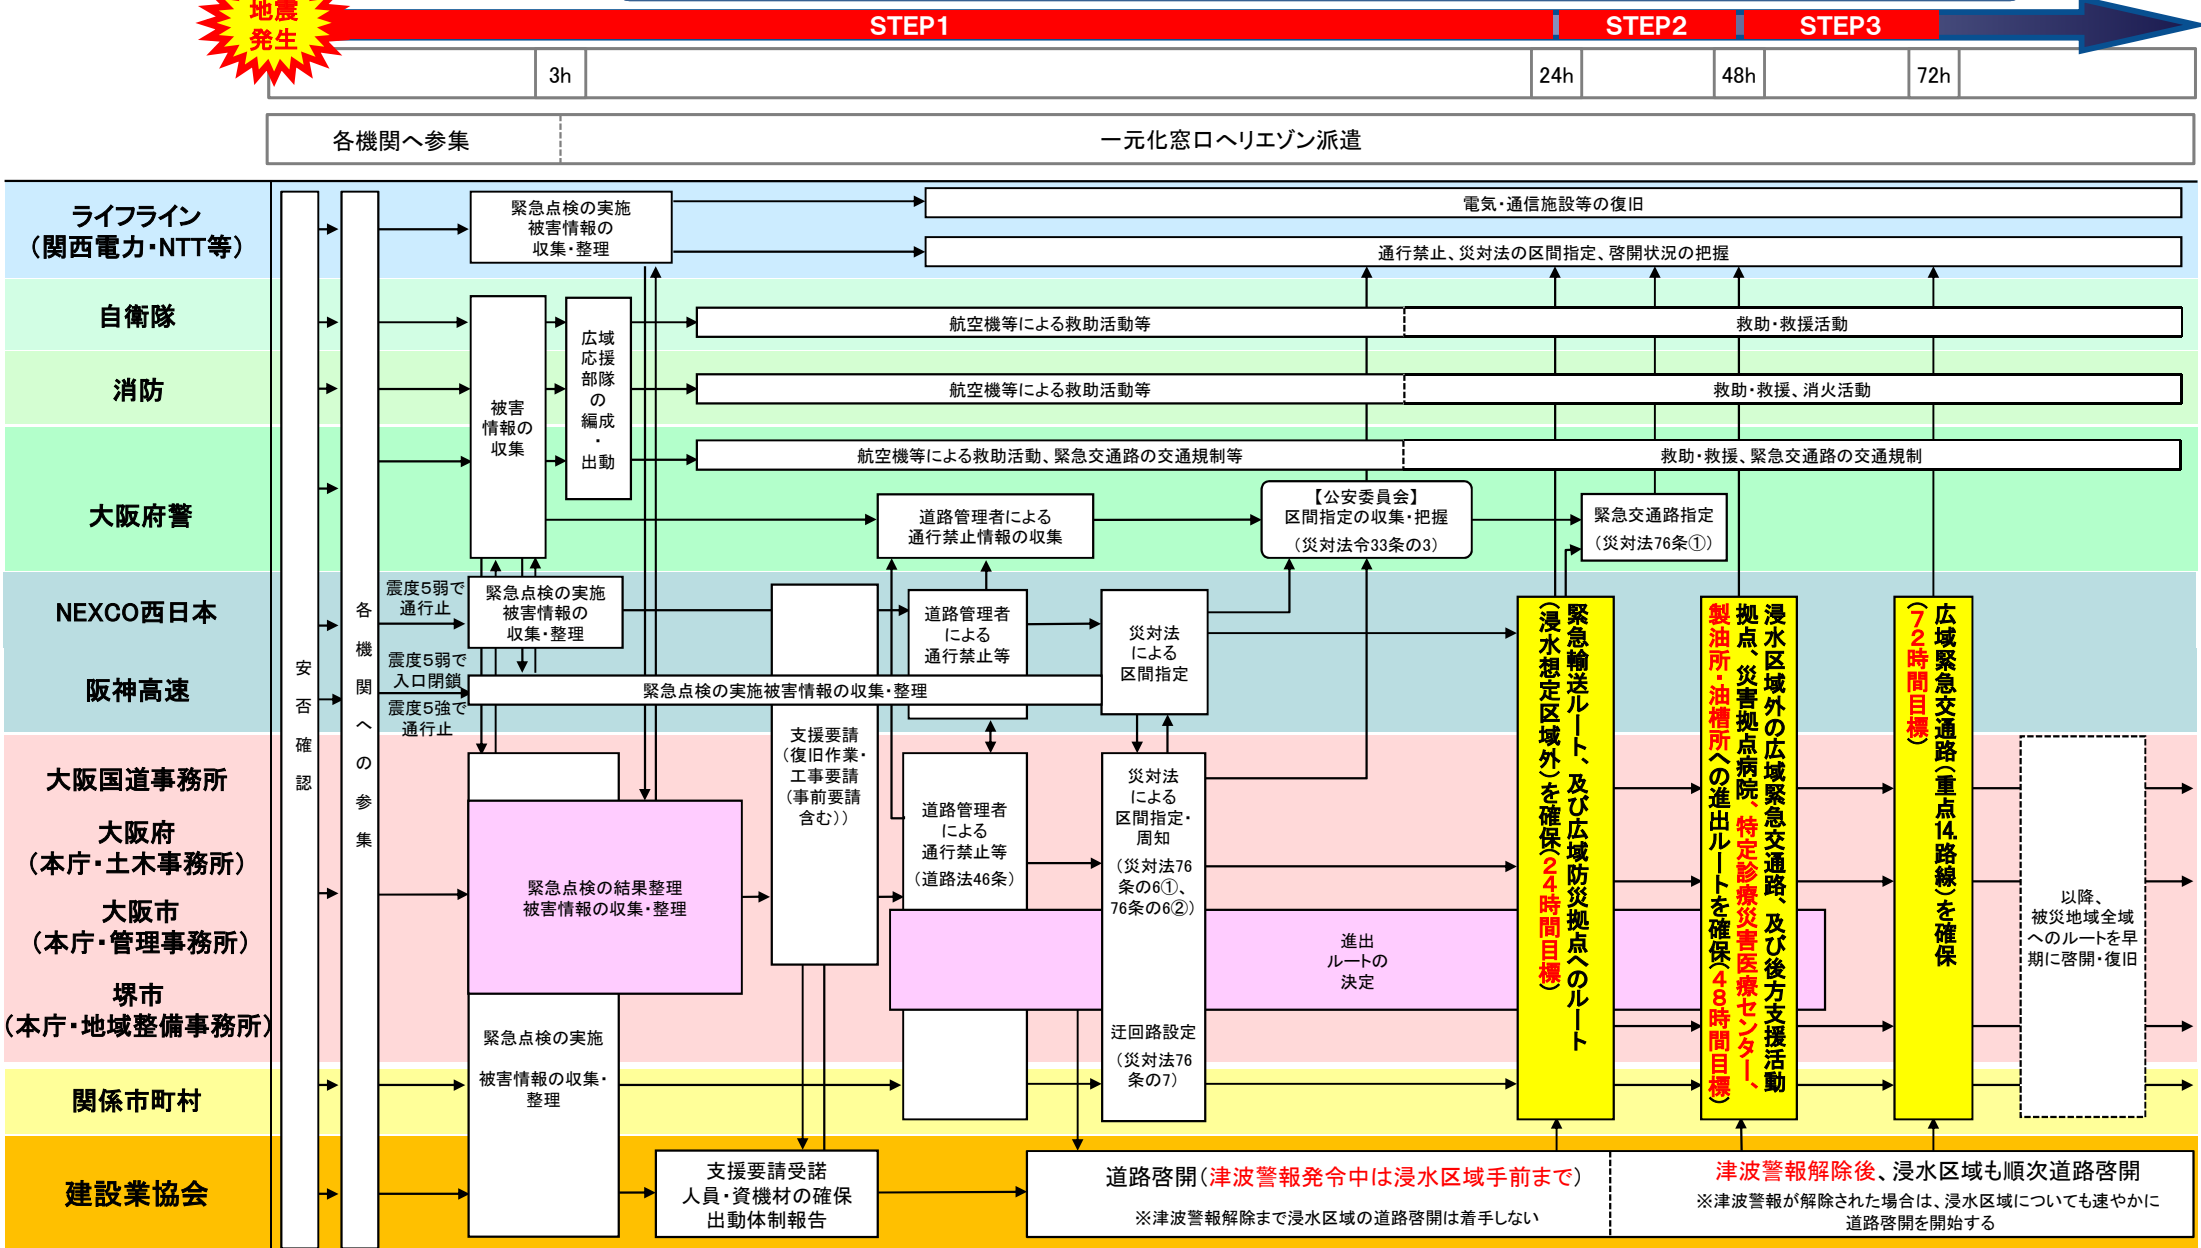 地震
発生
STEP1
STEP2
STEP3
3h
24h
48h
72h
各機関へ参集
一元化窓口へリエゾン派遣
ライフライン
（関西電力・NTT等）
緊急点検の実施
被害情報の
収集・整理
電気・通信施設等の復旧
通行禁止、災対法の区間指定、啓開状況の把握
自衛隊
消防
大阪府警
被害
情報の
収集
広域
応援
部隊
の
編成
・
出動
航空機等による救助活動等
救助・救援活動
航空機等による救助活動等
救助・救援、消火活動
航空機等による救助活動、緊急交通路の交通規制等
救助・救援、緊急交通路の交通規制
道路管理者による
通行禁止情報の収集
【公安委員会】
区間指定の収集・把握
（災対法令33条の3）
緊急交通路指定
（災対法76条①）
安否確認
各機関への参集
NEXCO西日本
阪神高速
震度５弱で
通行止
震度５弱で
入口閉鎖
震度５強で
通行止
緊急点検の実施
被害情報の
収集・整理
緊急点検の実施被害情報の収集・整理
道路管理者
による
通行禁止等
災対法
による
区間指定
支援要請
（復旧作業・
工事要請
（事前要請
含む））
大阪国道事務所
大阪府
（本庁・土木事務所）
大阪市
（本庁・管理事務所）
堺市
（本庁・地域整備事務所）
関係市町村
緊急点検の結果整理
被害情報の収集・整理
緊急点検の実施
被害情報の収集・
整理
道路管理者
による
通行禁止等
（道路法46条）
災対法
による
区間指定・
周知
（災対法76
条の6①、
76条の6②）
迂回路設定
（災対法76
条の7）
進出
ルートの
決定
緊急輸送ルート、及び広域防災拠点へのルート
（浸水想定区域外）を確保（２４時間目標）
浸水区域外の広域緊急交通路、及び後方支援活動
拠点、災害拠点病院、特定診療災害医療センター、
製油所・油槽所への進出ルートを確保（４８時間目標）
広域緊急交通路（重点14.路線）を確保
（７２時間目標）
以降、
被災地域全域
へのルートを早
期に啓開・復旧
建設業協会
支援要請受諾
人員・資機材の確保
出動体制報告
道路啓開（津波警報発令中は浸水区域手前まで）
※津波警報解除まで浸水区域の道路啓開は着手しない
津波警報解除後、浸水区域も順次道路啓開
※津波警報が解除された場合は、浸水区域についても速やかに
道路啓開を開始する